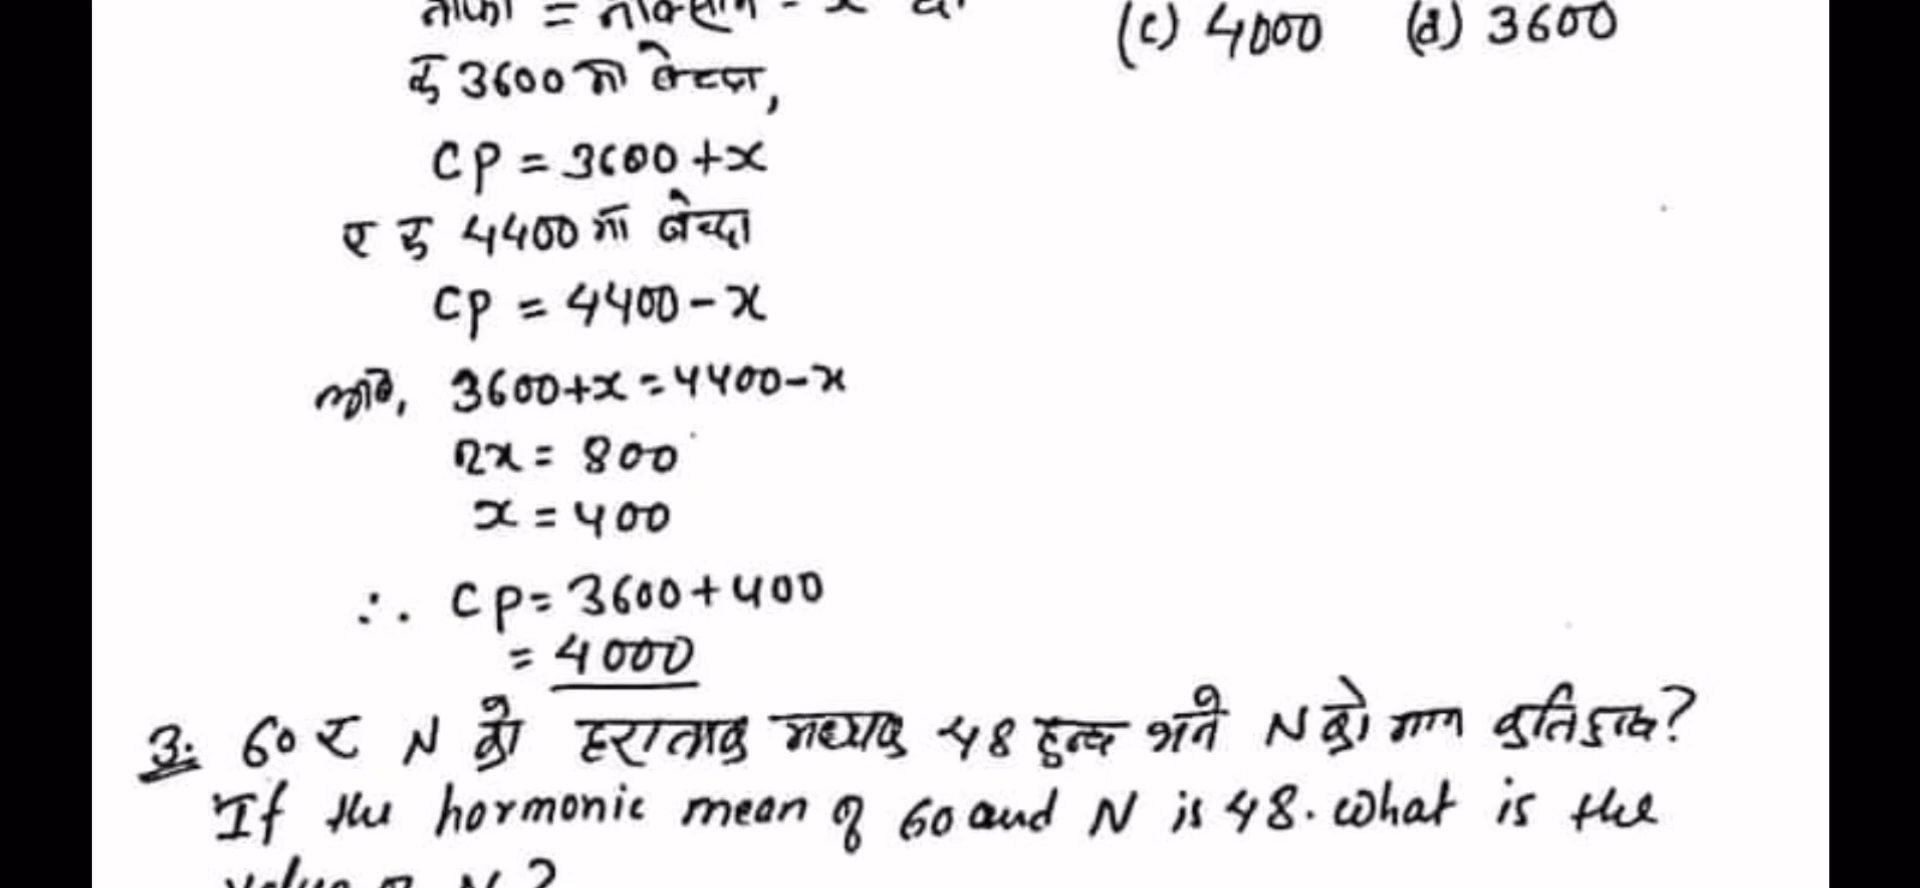 नाफा = नोक्सान = x
(c) 4000 (d) 3600
रु 3600 मा बेच्दा,
CP = 3600 + x
र रु 4400 मा बेच्दा
CP = 4400 - x
3600 + x = 4400 - x
2x = 800
x = 400
∴ CP = 3600 + 400
= 4000
3. 60 र N को हरात्मक मध्यक 48 हुन्छ भने N को मान कति हुन्छ?
If the hormonic mean of 60 and N is 48. what is the
value of N ?